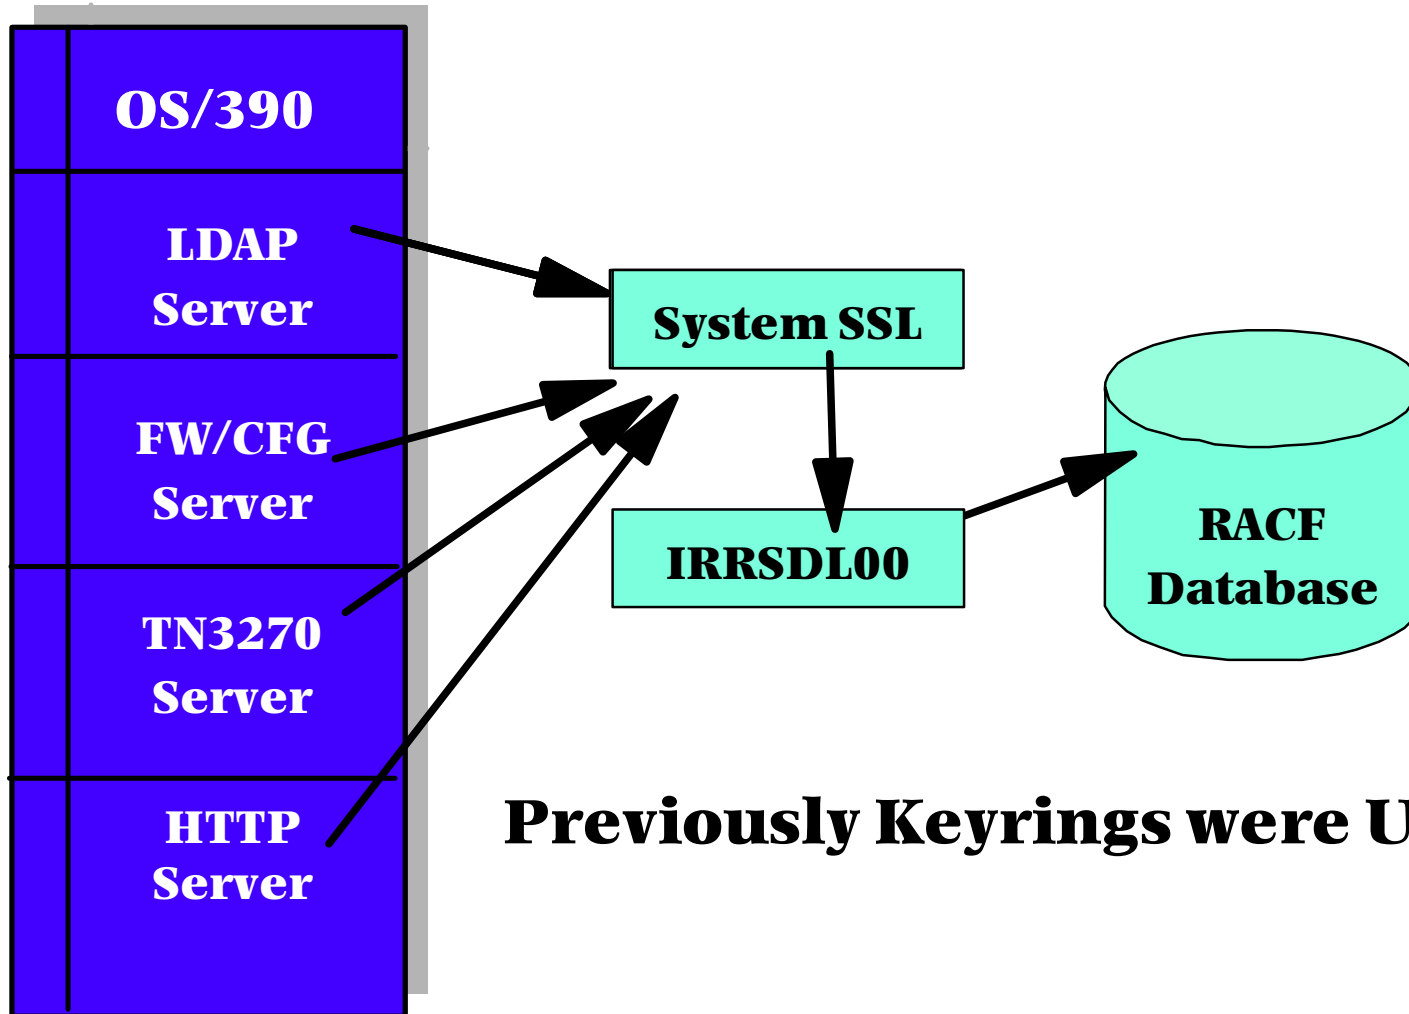 OS/390
LDAP
Server
FW/CFG
Server
TN3270
Server
HTTP
Server
System SSL
IRRSDL00
RACF
Database
Previously Keyrings were U